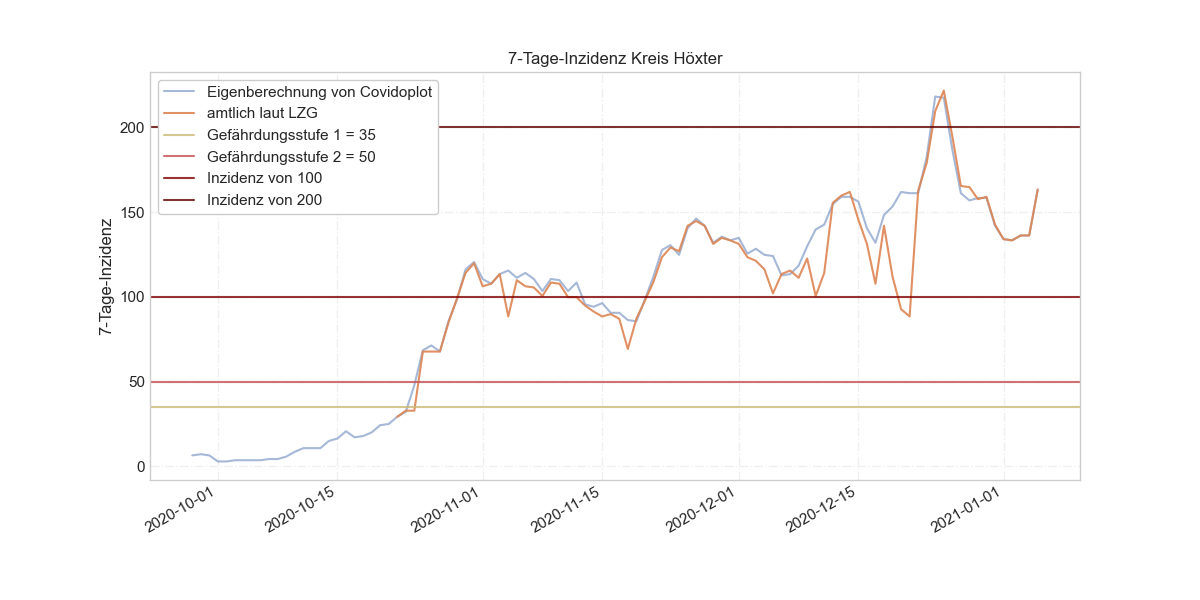 7-Tage-Inzidenz Kreis Höxter
Eigenberechnung von Covidoplot
amtlich laut LZG
Gefährdungsstufe 1 = 35
Gefährdungsstufe 2 = 50
Inzidenz von 100
Inzidenz von 200
7-Tage-Inzidenz
200
150
100
50
0
2020-10-01
2020-10-15
2020-11-01
2020-11-15
2020-12-01
2020-12-15
2021-01-01